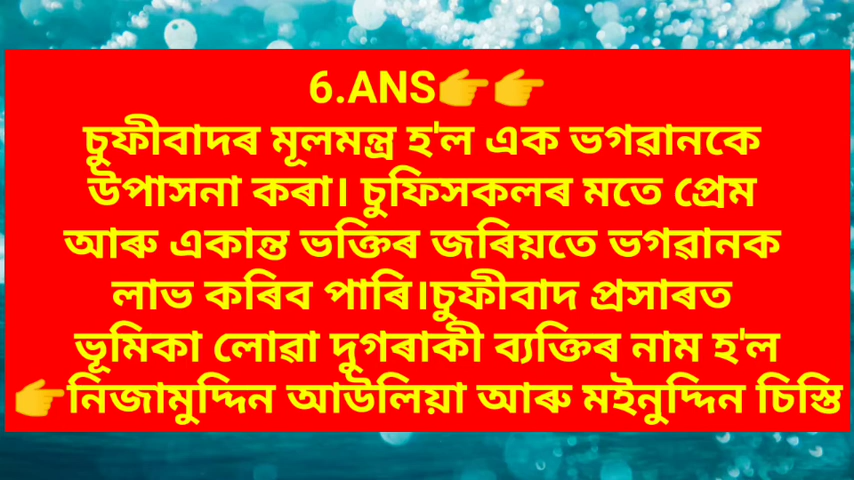 6.ANS👉👉
চুফীবাদৰ মূলমন্ত্ৰ হ'ল এক ভগৱানকে
উপাসনা কৰা। চুফিসকলৰ মতে প্ৰেম
আৰু একান্ত ভক্তিৰ জৰিয়তে ভগৱানক
লাভ কৰিব পাৰি।চুফীবাদ প্ৰসাৰত
ভূমিকা লোৱা দুগৰাকী ব্যক্তিৰ নাম হ'ল
👉নিজামুদ্দিন আউলিয়া আৰু মইনুদ্দিন চিস্তি